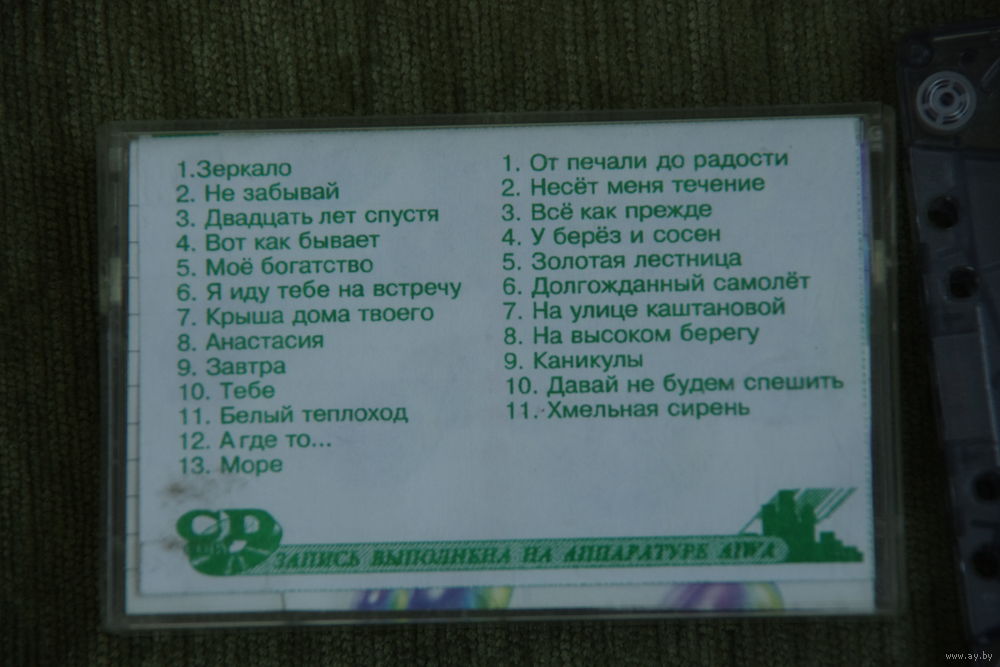 1.Зеркало
2. Не забывай
3. Двадцать лет спустя
4. Вот как бывает
5. Моё богатство
6. Я иду тебе на встречу
7. Крыша дома твоего
8. Анастасия
9. Завтра
10. Тебе
11. Белый теплоход
12. А где то...
13. Море
1. От печали до радости
2. Несёт меня течение
3. Всё как прежде
4. У берёз и сосен
5. Золотая лестница
6. Долгожданный самолёт
7. На улице каштановой
8. На высоком берегу
9. Каникулы
10. Давай не будем спешить
11. Хмельная сирень
CD
ЗАПИСЬ ВЫПОЛНЕНА НА АППАРАТУРЕ AIWA
www.ay.by